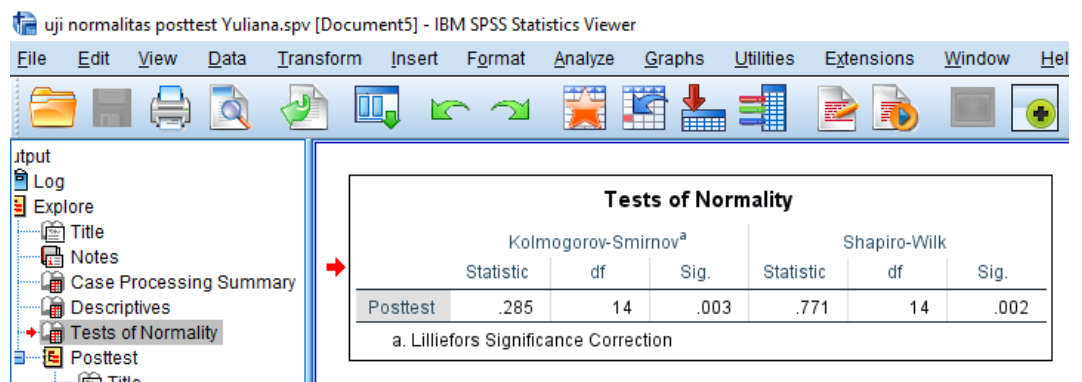 uji normalitas posttest Yuliana.spv [Document5] - IBM SPSS Statistics Viewer
File Edit View Data Transform Insert Format Analyze Graphs Utilities Extensions Window Hel
utput
Log
Explore
Title
Notes
Case Processing Summary
Descriptives
Tests of Normality
Posttest
Title
Tests of Normality
Kolmogorov-Smirnovᵃ Shapiro-Wilk
Statistic df Sig. Statistic df Sig.
Posttest .285 14 .003 .771 14 .002
a. Lilliefors Significance Correction